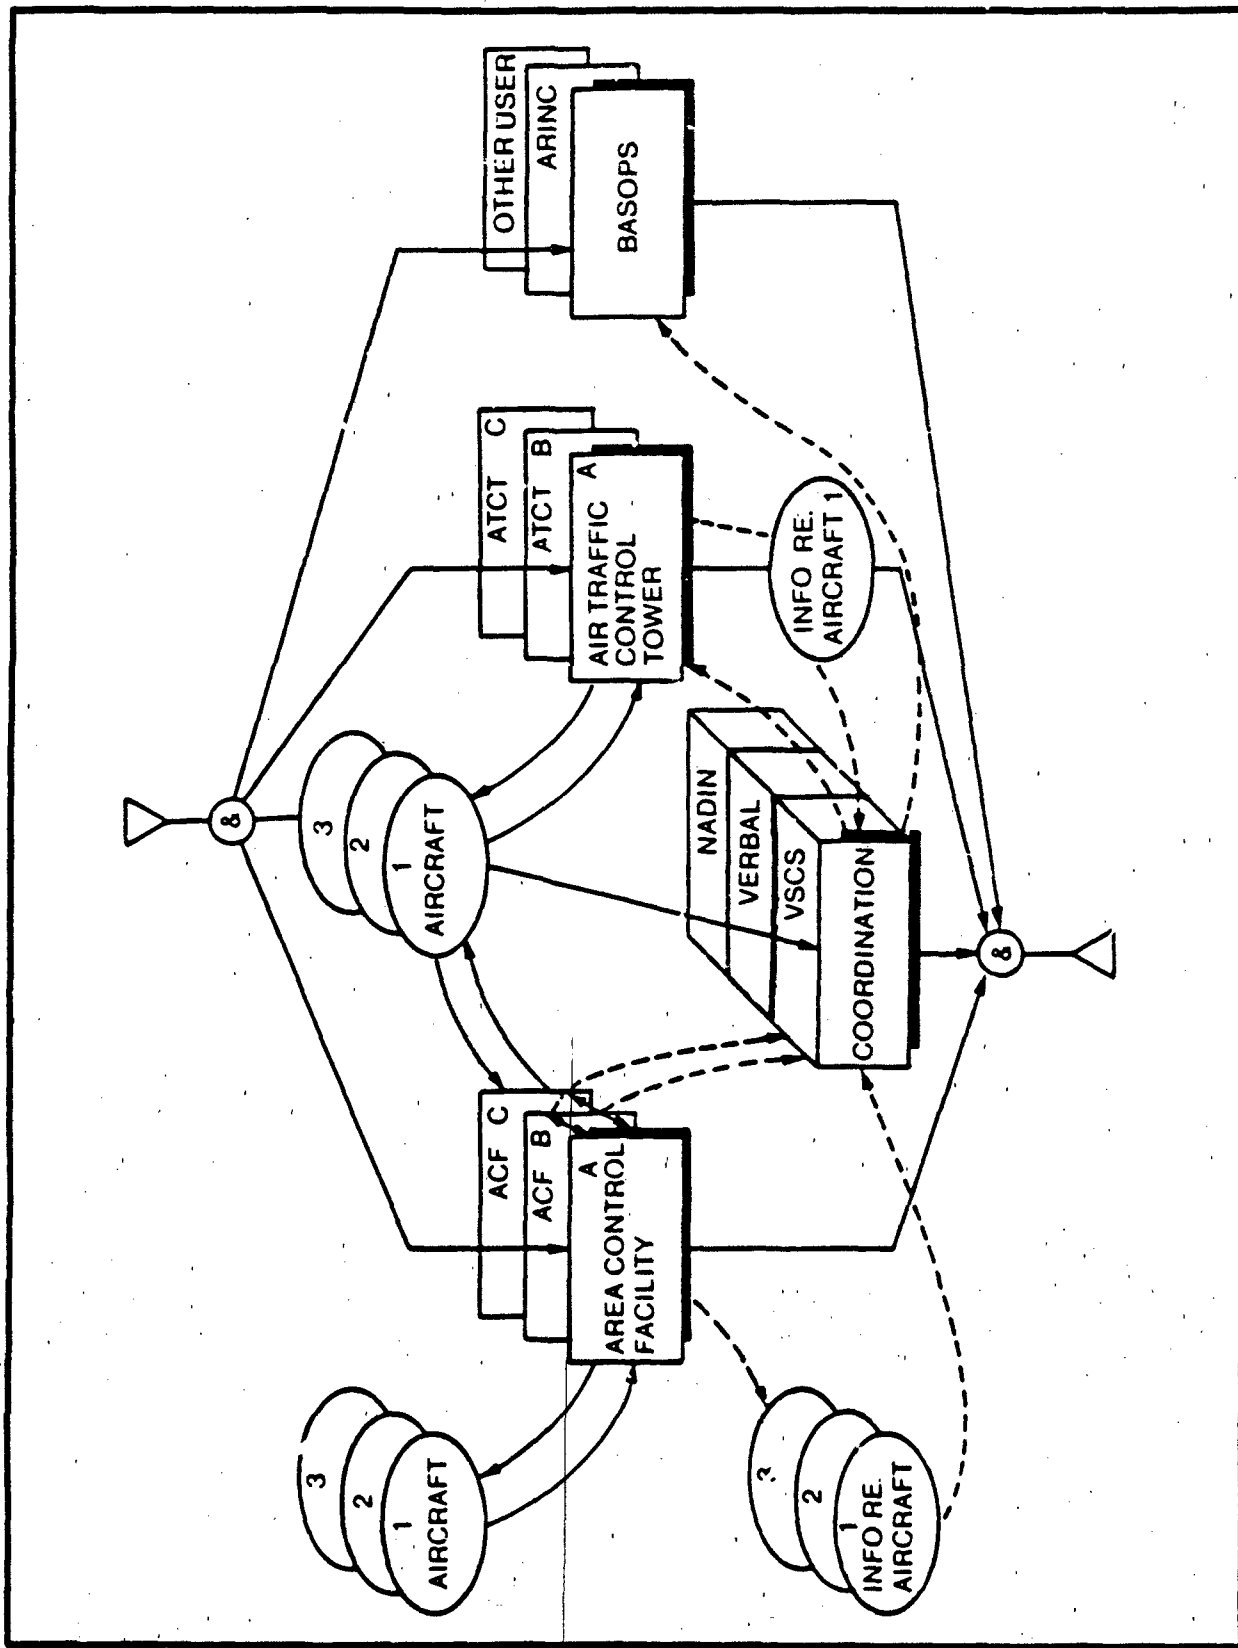 &
3
2
1
AIRCRAFT
3
2
1
AIRCRAFT
ACF C
ACF B
A
AREA CONTROL
FACILITY
ATCT C
ATCT B
A
AIR TRAFFIC
CONTROL
TOWER
OTHER USER
ARINC
BASOPS
3
2
1
INFO RE.
AIRCRAFT
NADIN
VERBAL
VSCS
COORDINATION
INFO RE.
AIRCRAFT 1
&